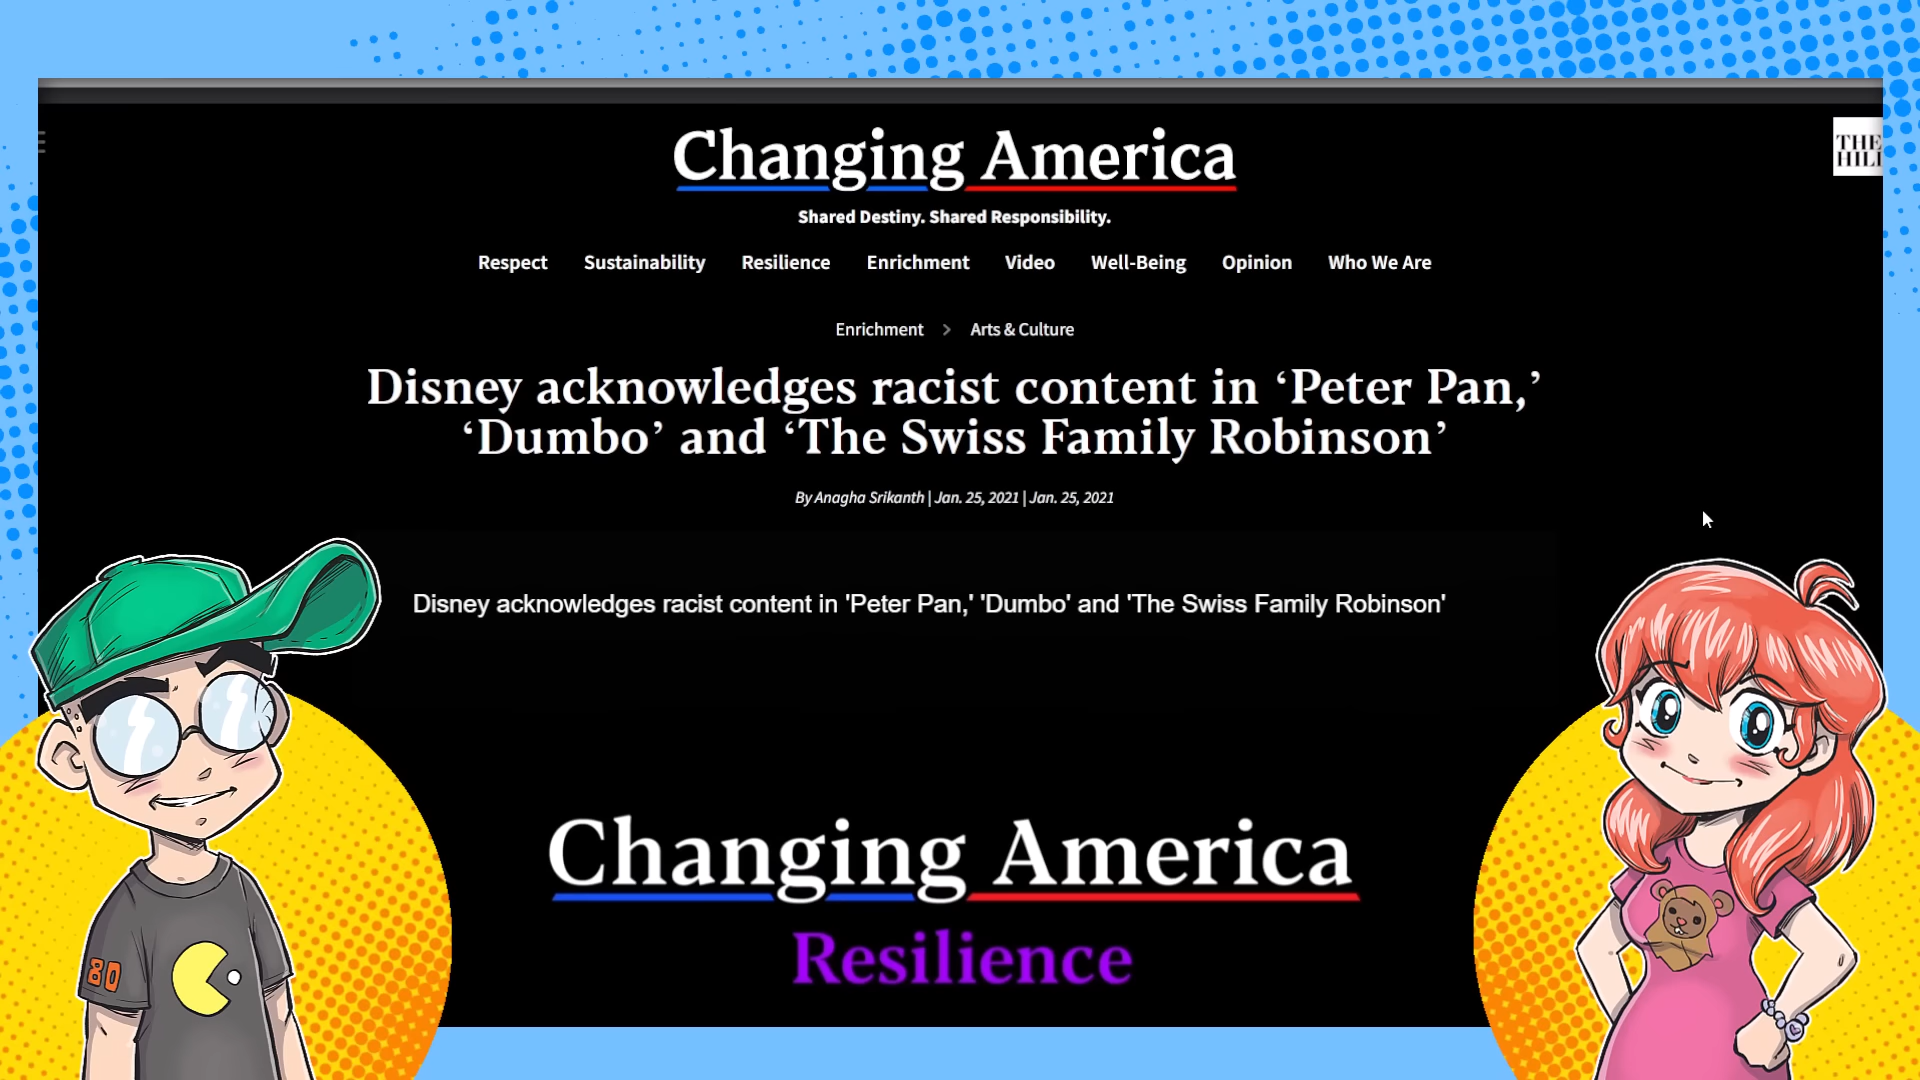 Changing America
THE
HILL
Shared Destiny. Shared Responsibility.
Respect Sustainability Resilience Enrichment Video Well-Being Opinion Who We Are
Enrichment > Arts & Culture
Disney acknowledges racist content in ‘Peter Pan,’
‘Dumbo’ and ‘The Swiss Family Robinson’
By Anagha Srikanth | Jan. 25, 2021 | Jan. 25, 2021
Disney acknowledges racist content in 'Peter Pan,' 'Dumbo' and 'The Swiss Family Robinson'
Changing America
Resilience
80